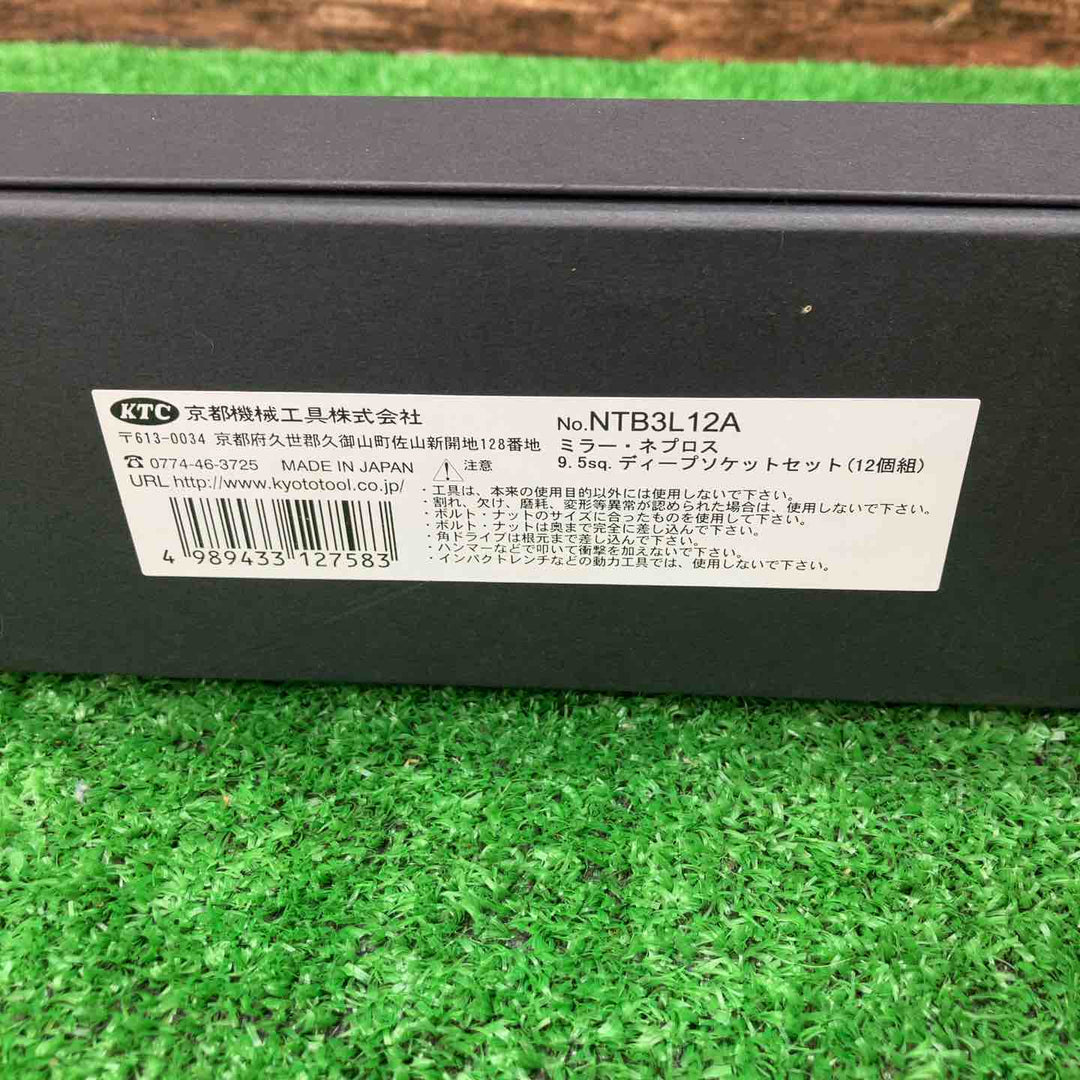 KTC 京都機械工具株式会社
〒613-0034 京都府久世郡久御山町佐山新開地128番地
☎ 0774-46-3725 MADE IN JAPAN
URL http://www.kyototool.co.jp/
4 989433 127583
No.NTB3L12A
ミラー・ネプロス
9.5sq. ディープソケットセット(12個組)
⚠注意
・工具は、本来の使用目的以外には使用しないで下さい。
・割れ、欠け、磨耗、変形等異常が認められた場合は、使用しないで下さい。
・ボルト・ナットのサイズに合ったものを使用して下さい。
・ボルト・ナットは奥まで完全に差し込んで下さい。
・角ドライブは根元まで差し込んで下さい。
・ハンマーなどで叩いて衝撃を加えないで下さい。
・インパクトレンチなどの動力工具では、使用しないで下さい。